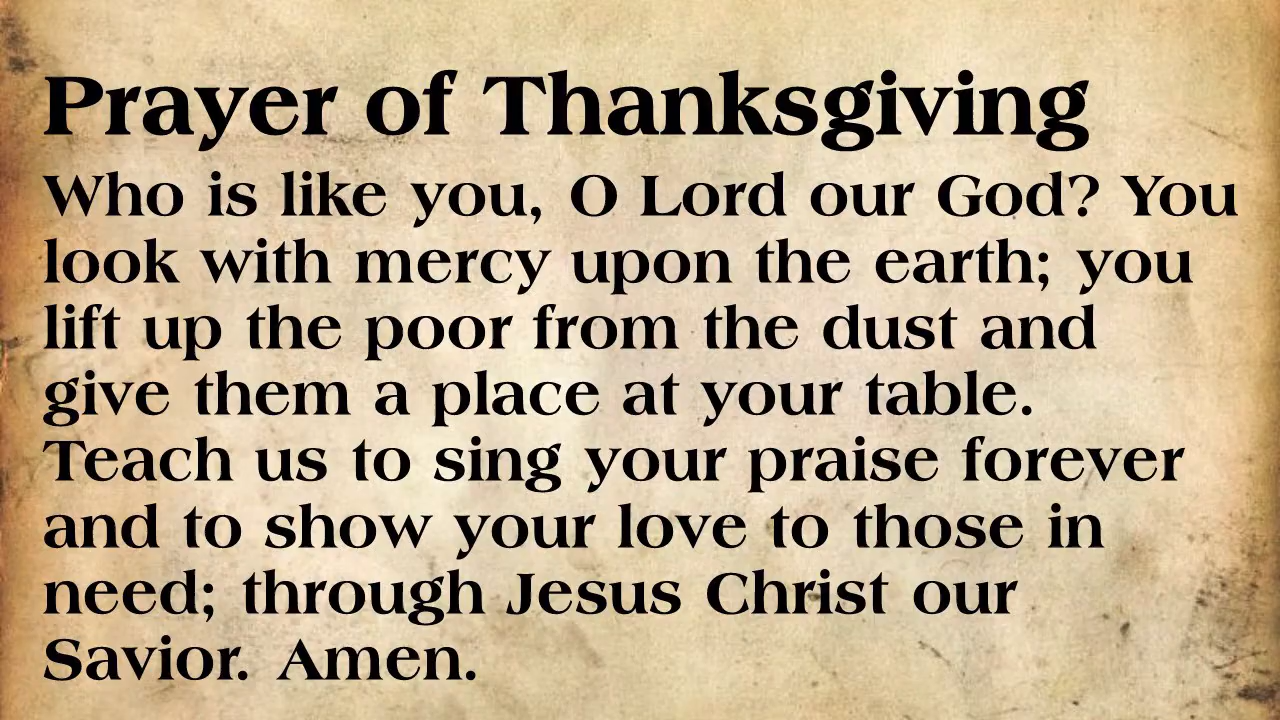 Prayer of Thanksgiving
Who is like you, O Lord our God? You
look with mercy upon the earth; you
lift up the poor from the dust and
give them a place at your table.
Teach us to sing your praise forever
and to show your love to those in
need; through Jesus Christ our
Savior. Amen.